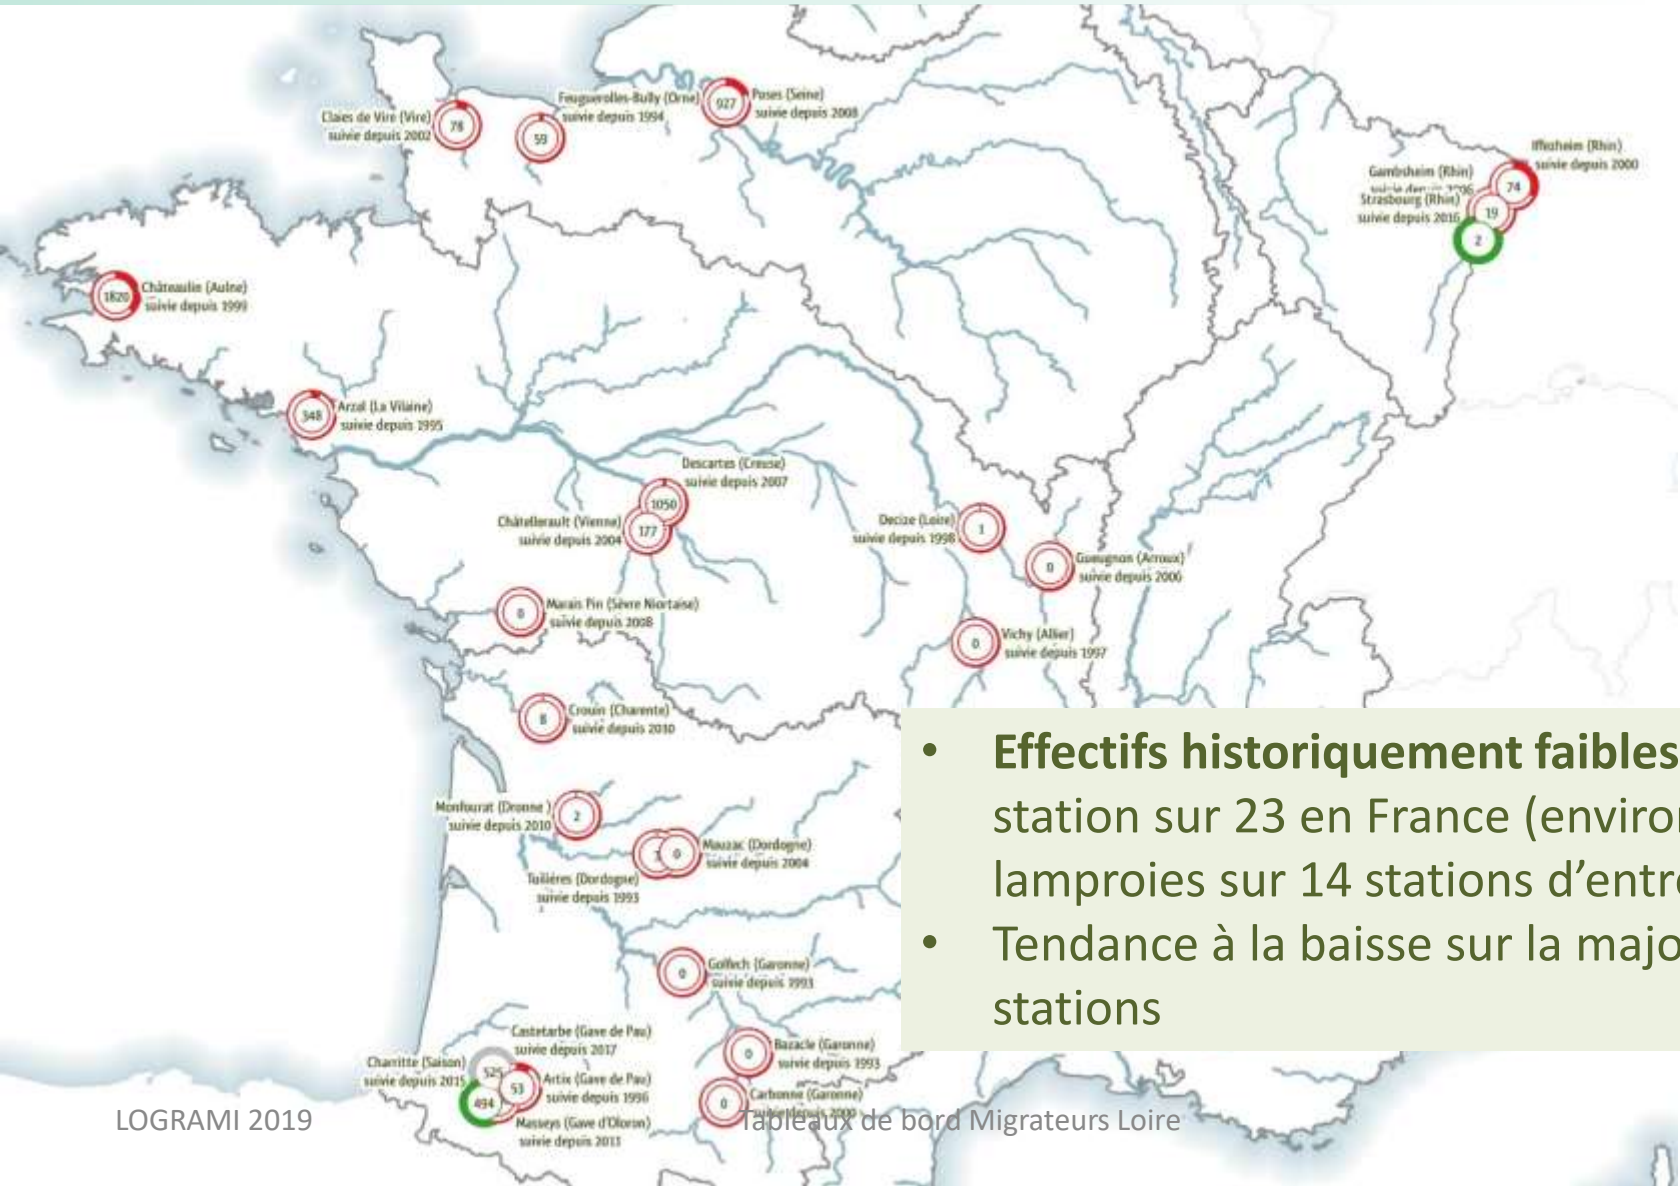 Feuguerolles-Bully (Orne)
suivie depuis 1994
59
Poses (Seine)
suivie depuis 2008
927
Claies de Vire (Vire)
suivie depuis 2002
78
Iffezheim (Rhin)
suivie depuis 2000
74
Gambsheim (Rhin)
19
Strasbourg (Rhin)
suivie depuis 2016
2
Châteaulin (Aulne)
suivie depuis 1999
1820
Arzal (La Vilaine)
suivie depuis 1995
348
Descartes (Creuse)
suivie depuis 2007
1050
Châtellerault (Vienne)
suivie depuis 2004
177
Decize (Loire)
suivie depuis 1998
1
Gueugnon (Arroux)
suivie depuis 2006
0
Marais Pin (Sèvre Niortaise)
suivie depuis 2008
0
Vichy (Allier)
suivie depuis 1997
0
Crouin (Charente)
suivie depuis 2010
8
• Effectifs historiquement faibles
station sur 23 en France (enviro
lamproies sur 14 stations d’entr
• Tendance à la baisse sur la majo
stations
Monfourat (Dronne )
suivie depuis 2010
2
Mauzac (Dordogne)
suivie depuis 2004
0
Tuilières (Dordogne)
suivie depuis 1993
Golfech (Garonne)
suivie depuis 1993
0
Castetarbe (Gave de Pau)
suivie depuis 2017
525
Bazacle (Garonne)
suivie depuis 1993
0
Charritte (Saison)
suivie depuis 2015
494
Artix (Gave de Pau)
suivie depuis 1996
53
Carbonne (Garonne)
suivie depuis 2000
0
Masseys (Gave d'Oloron)
suivie depuis 2013
LOGRAMI 2019
Tableaux de bord Migrateurs Loire